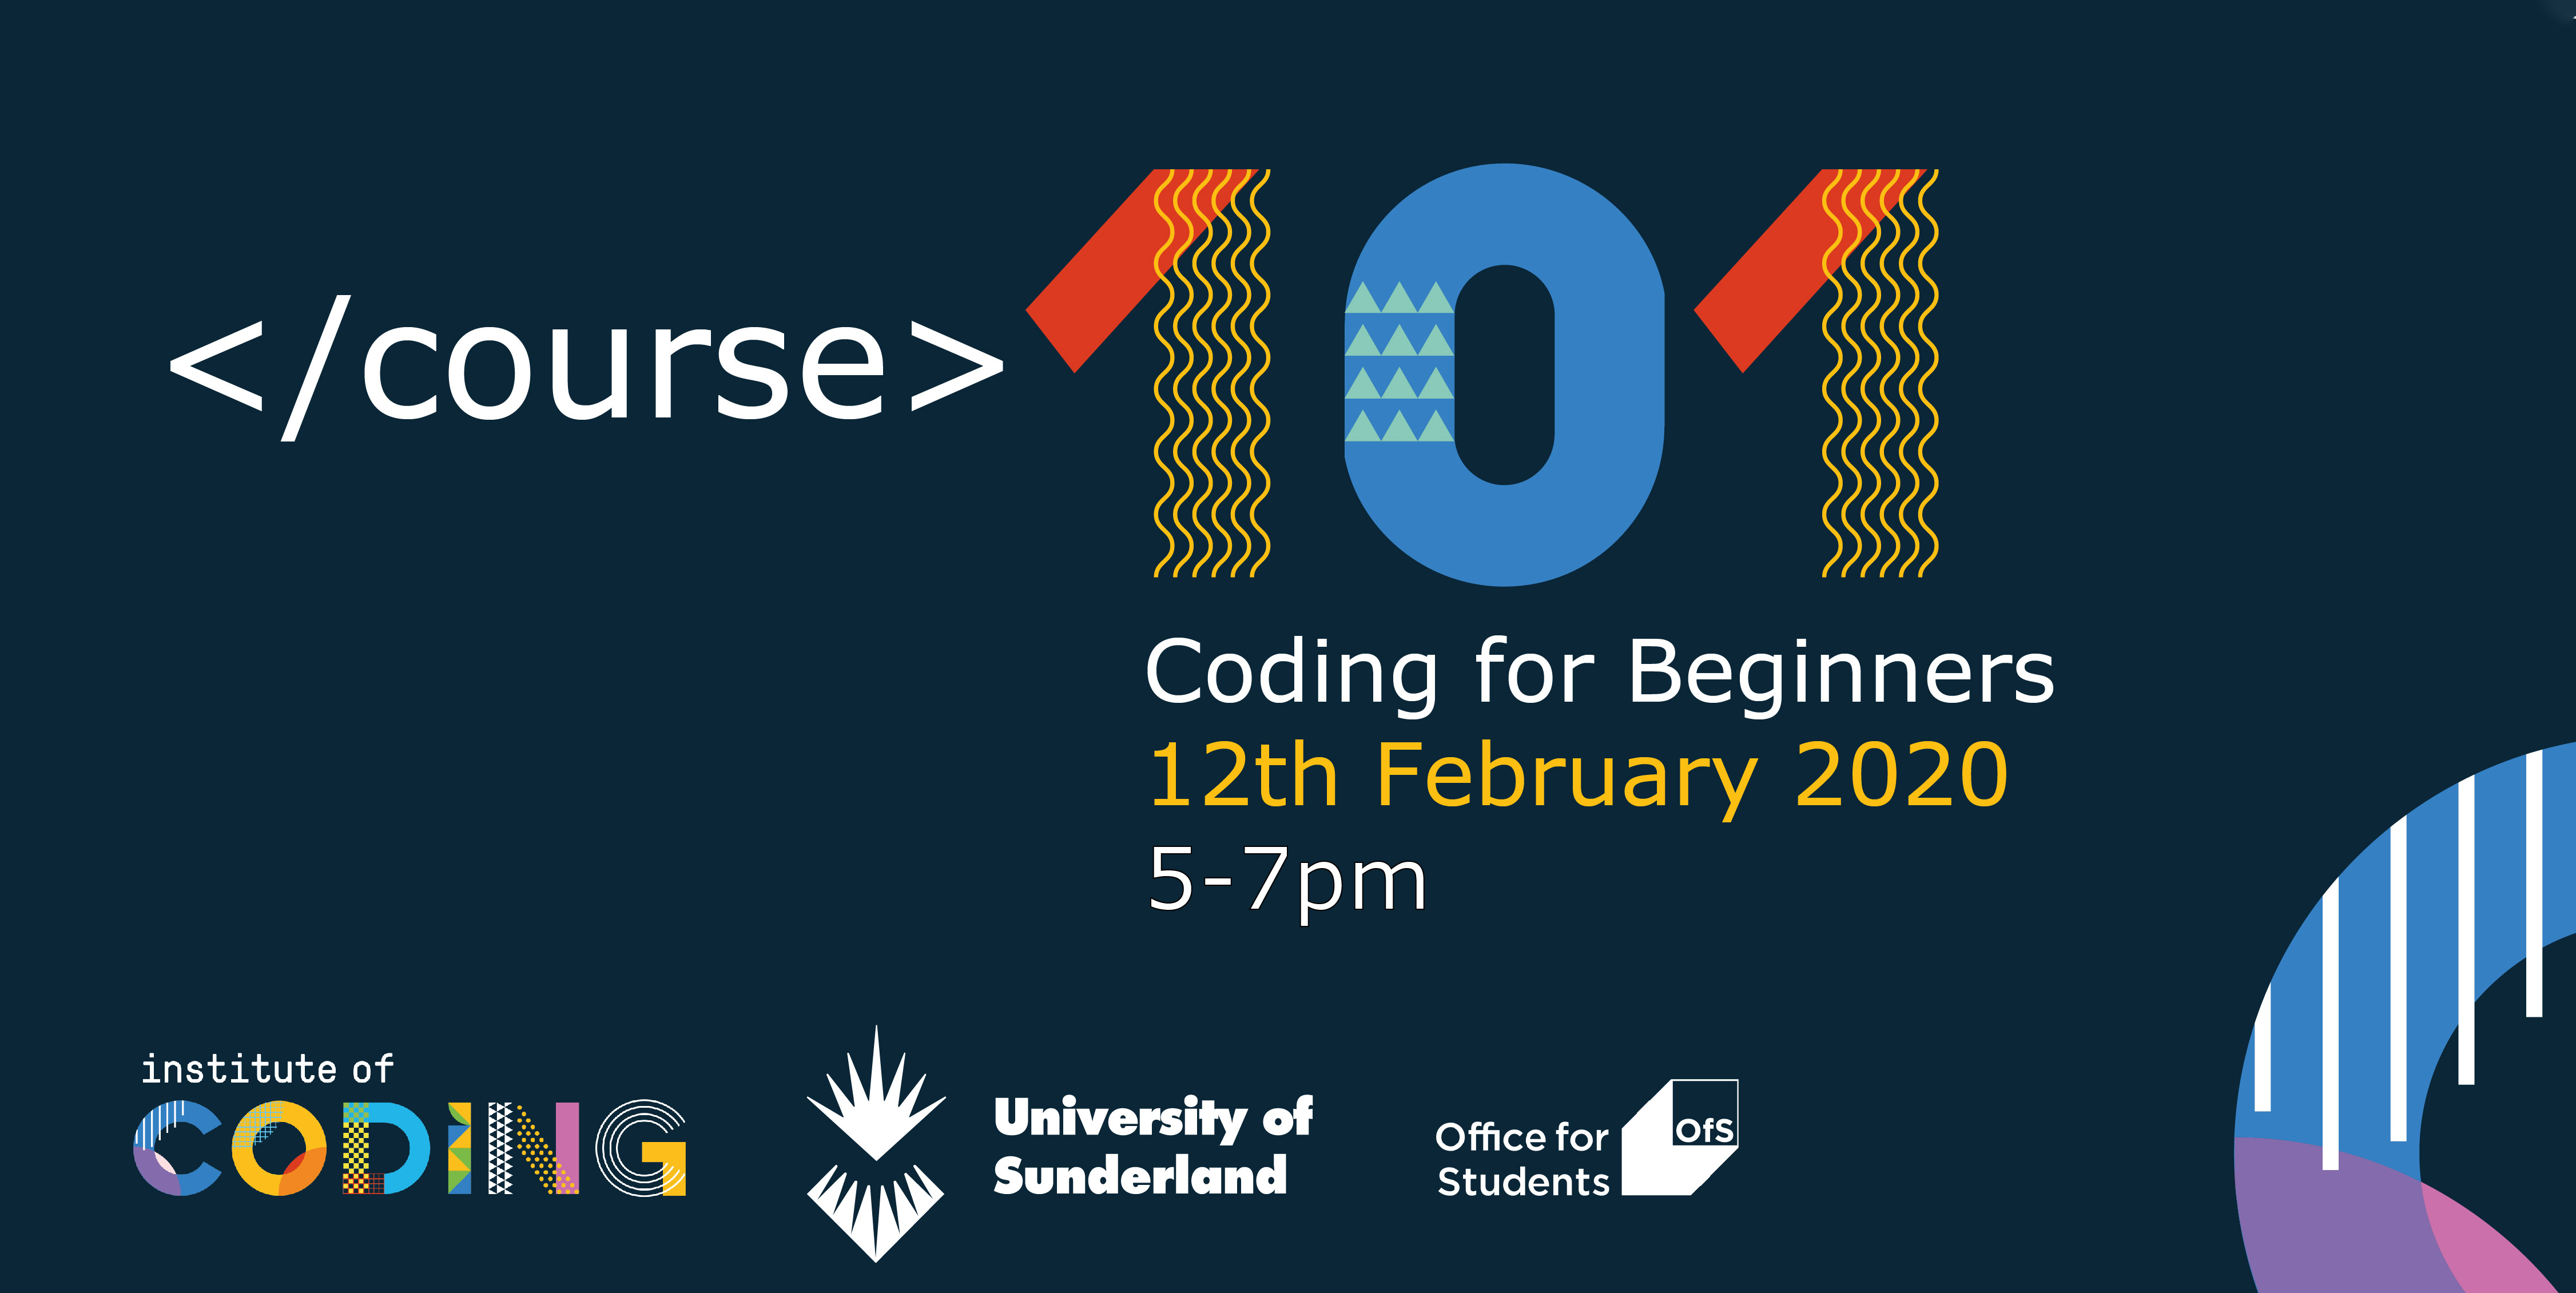 </course>101
Coding for Beginners
12th February 2020
5-7pm
institute of
CODING
University of
Sunderland
Office for
Students
OfS